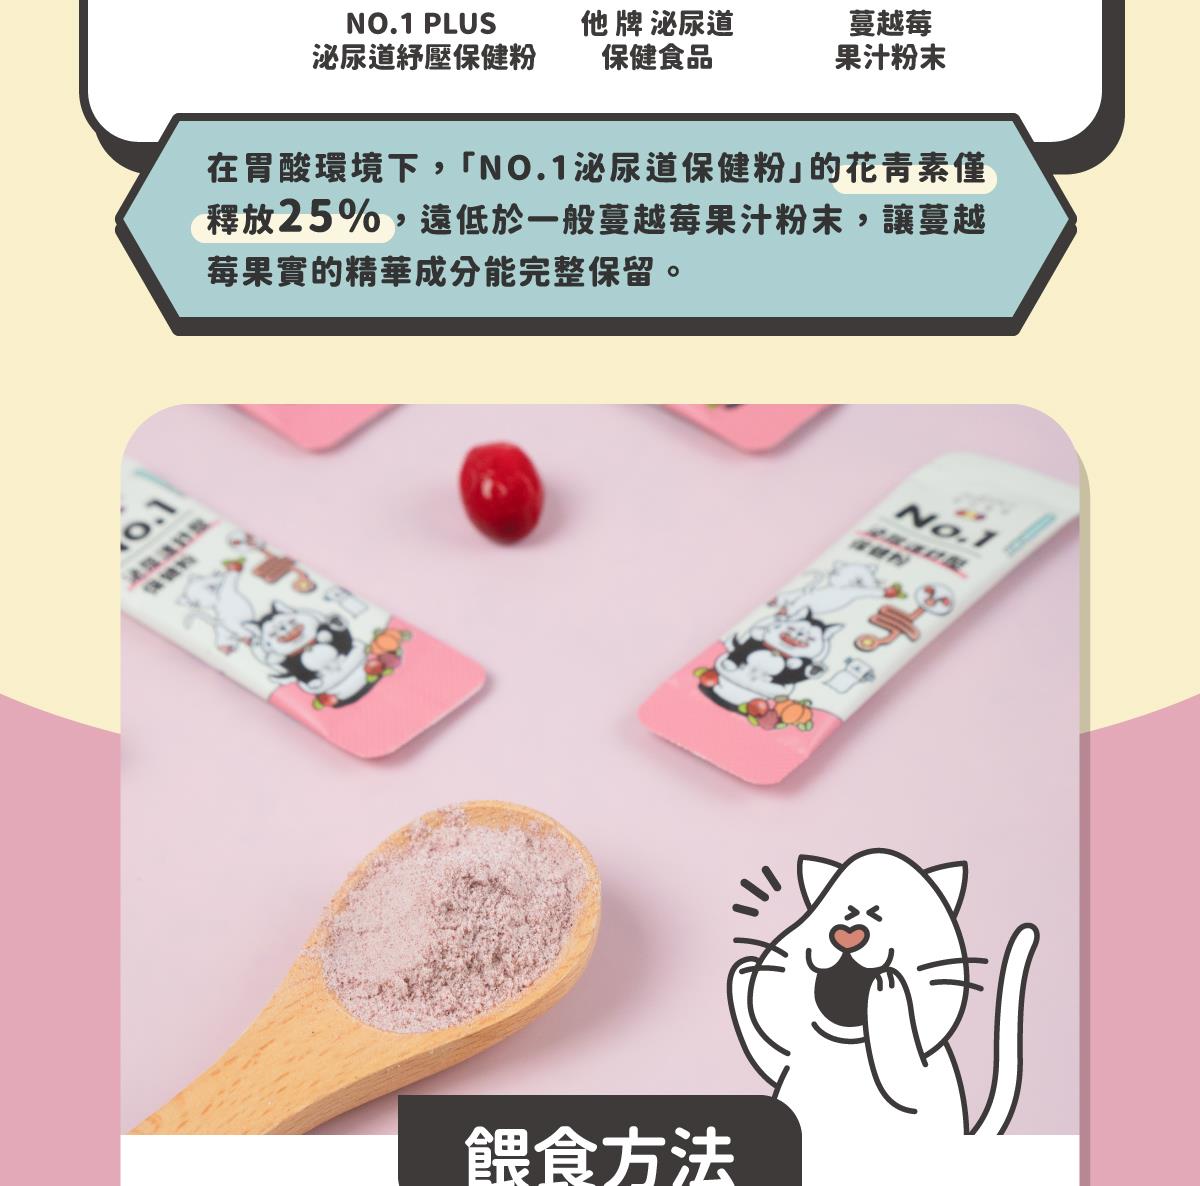 NO.1 PLUS
泌尿道紓壓保健粉
他 牌 泌尿道
保健食品
蔓越莓
果汁粉末
在胃酸環境下，「NO.1泌尿道保健粉」的花青素僅
釋放25%，遠低於一般蔓越莓果汁粉末，讓蔓越
莓果實的精華成分能完整保留。
No.1
泌尿道紓壓
保健粉
No.1
泌尿道紓壓
保健粉
餵食方法